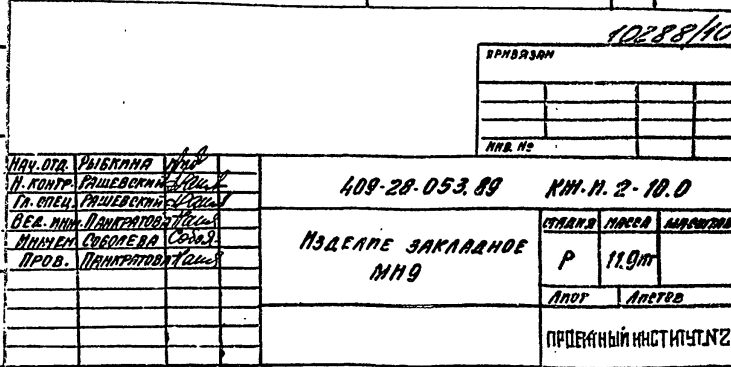 10288/10
ПРИВЯЗАН
ИНВ. №
НАЧ. ОТД. РЫБКИНА
Н. КОНТР. РАШЕВСКИЙ
ГЛ. СПЕЦ. РАШЕВСКИЙ
ВЕД. ИНЖ. ПАНКРАТОВА
ИНЖЕН. СОБОЛЕВА
ПРОВ. ПАНКРАТОВА
409-28-053.89 КЖ.И. 2-10.0
ИЗДЕЛИЕ ЗАКЛАДНОЕ
МН9
СТАДИЯ МАССА МАСШТАБ
Р 11.9
ЛИСТ ЛИСТОВ
ПРОЕКТНЫЙ ИНСТИТУТ №2